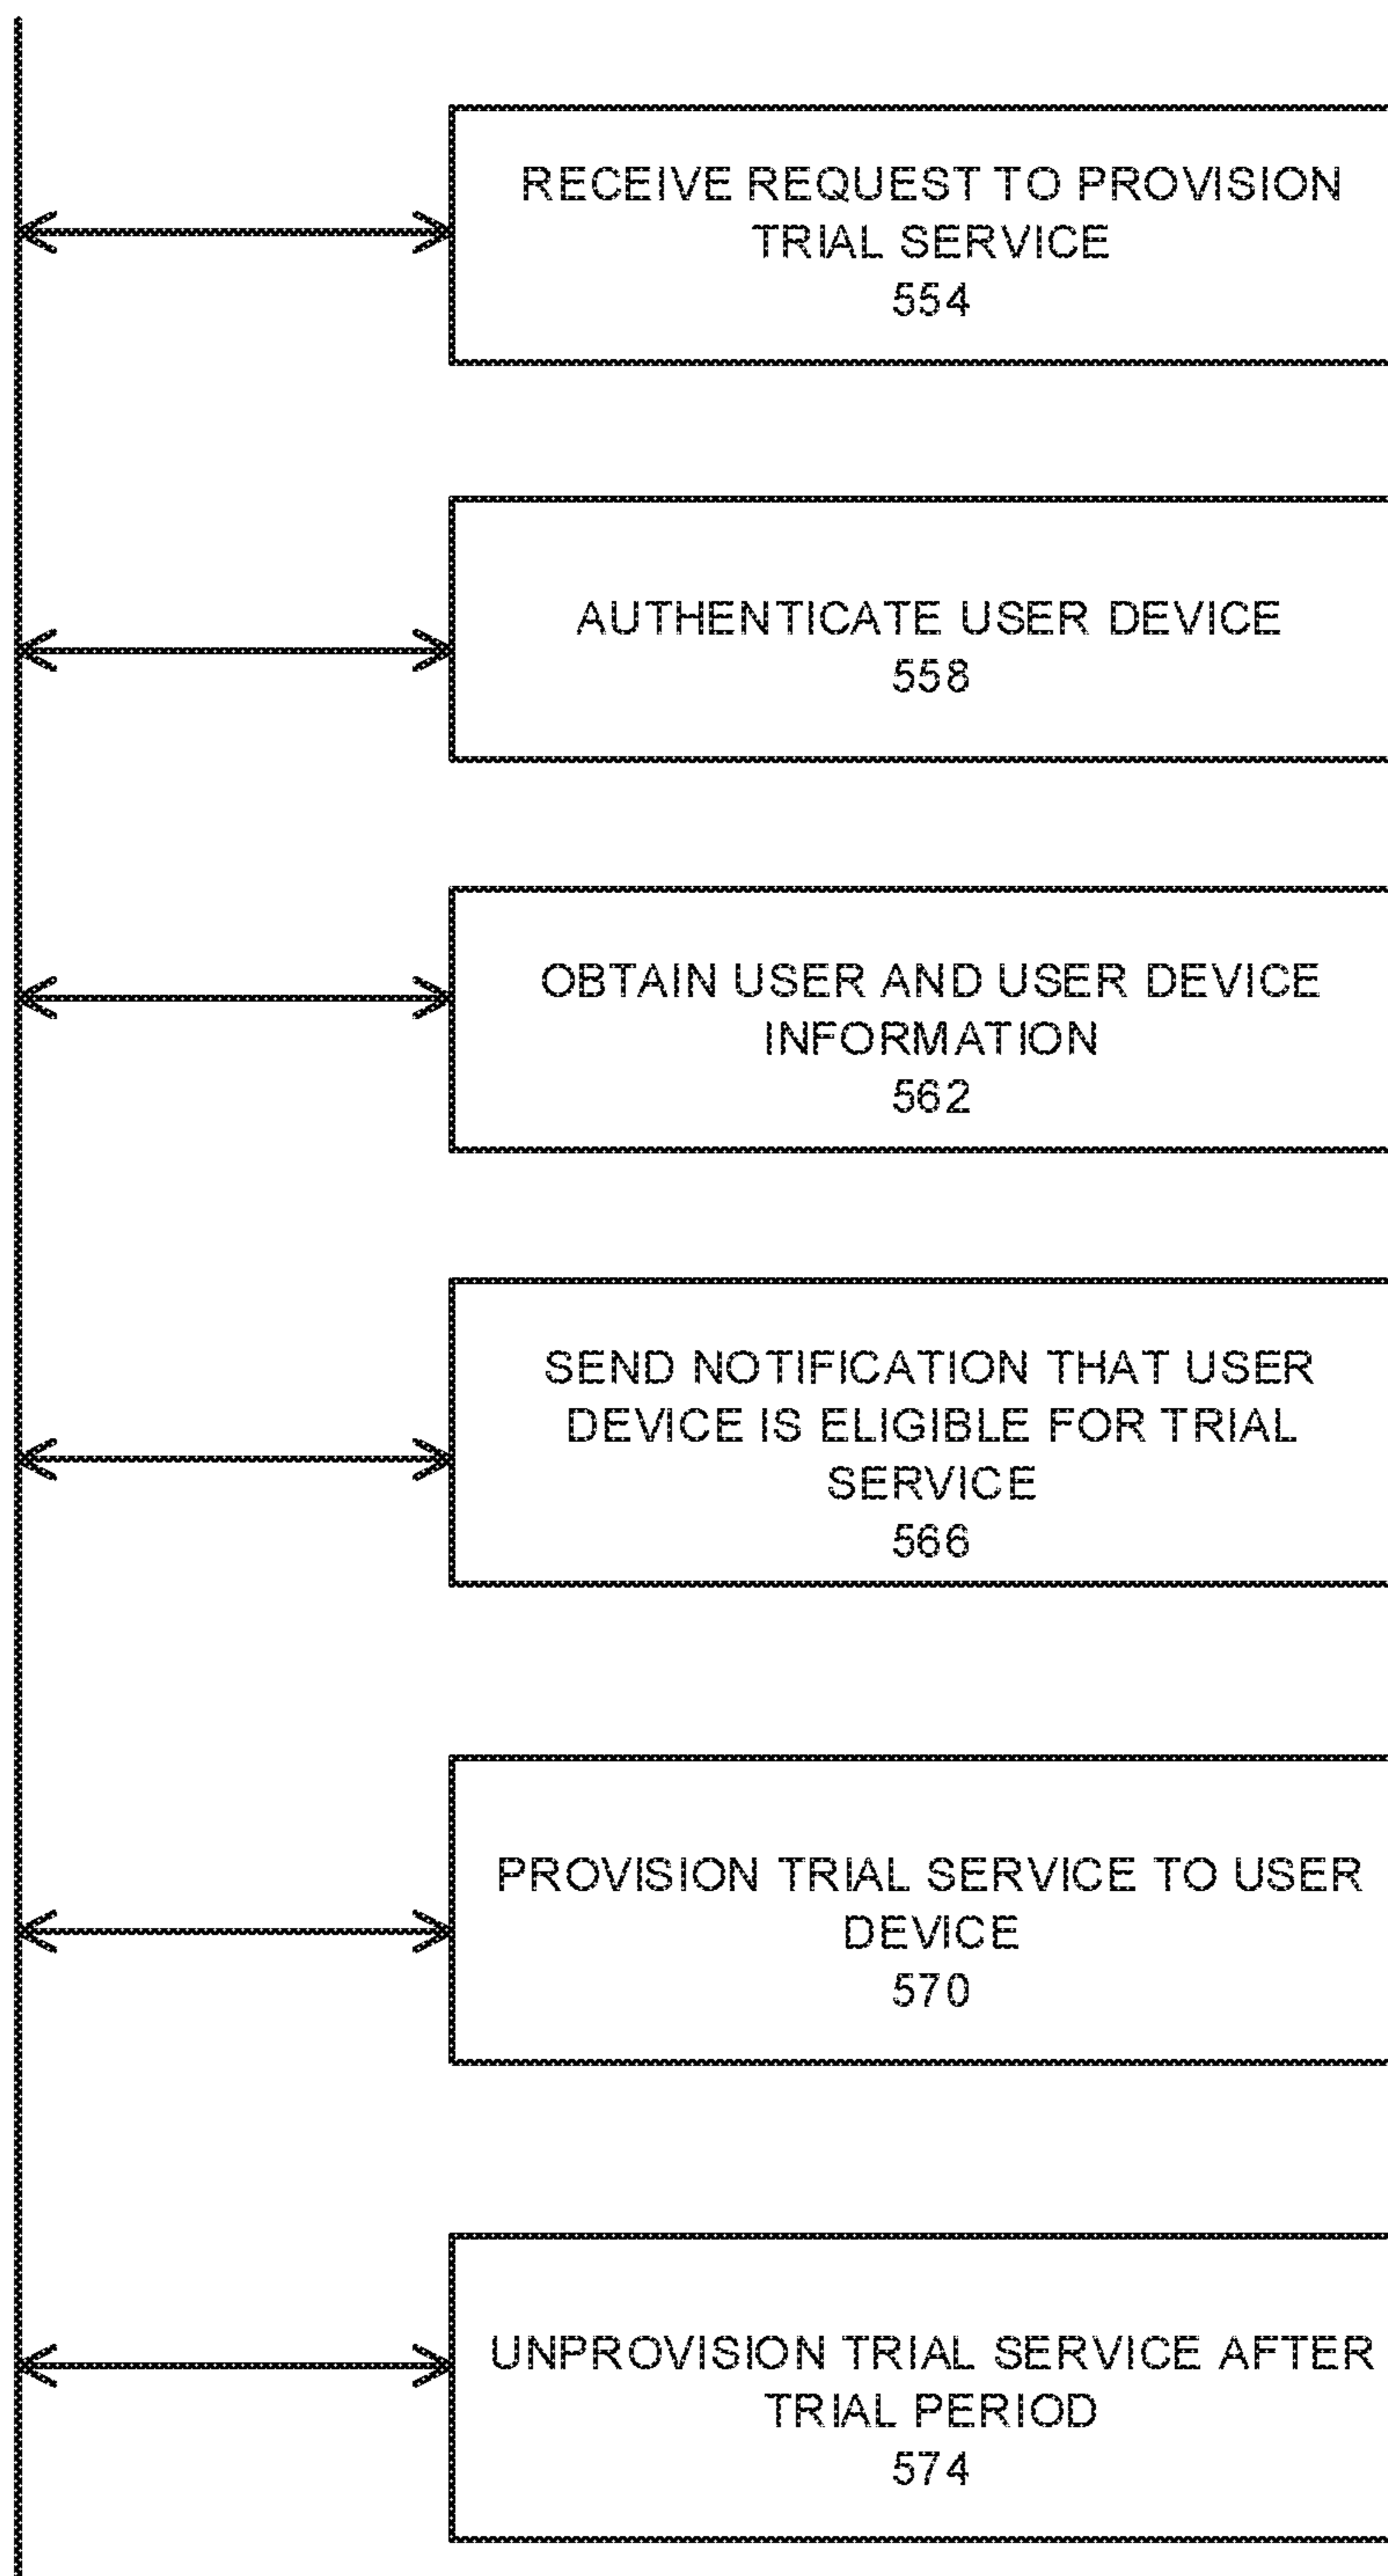 RECEIVE REQUEST TO PROVISION
TRIAL SERVICE
554
AUTHENTICATE USER DEVICE
558
OBTAIN USER AND USER DEVICE
INFORMATION
562
SEND NOTIFICATION THAT USER
DEVICE IS ELIGIBLE FOR TRIAL
SERVICE
566
PROVISION TRIAL SERVICE TO USER
DEVICE
570
UNPROVISION TRIAL SERVICE AFTER
TRIAL PERIOD
574